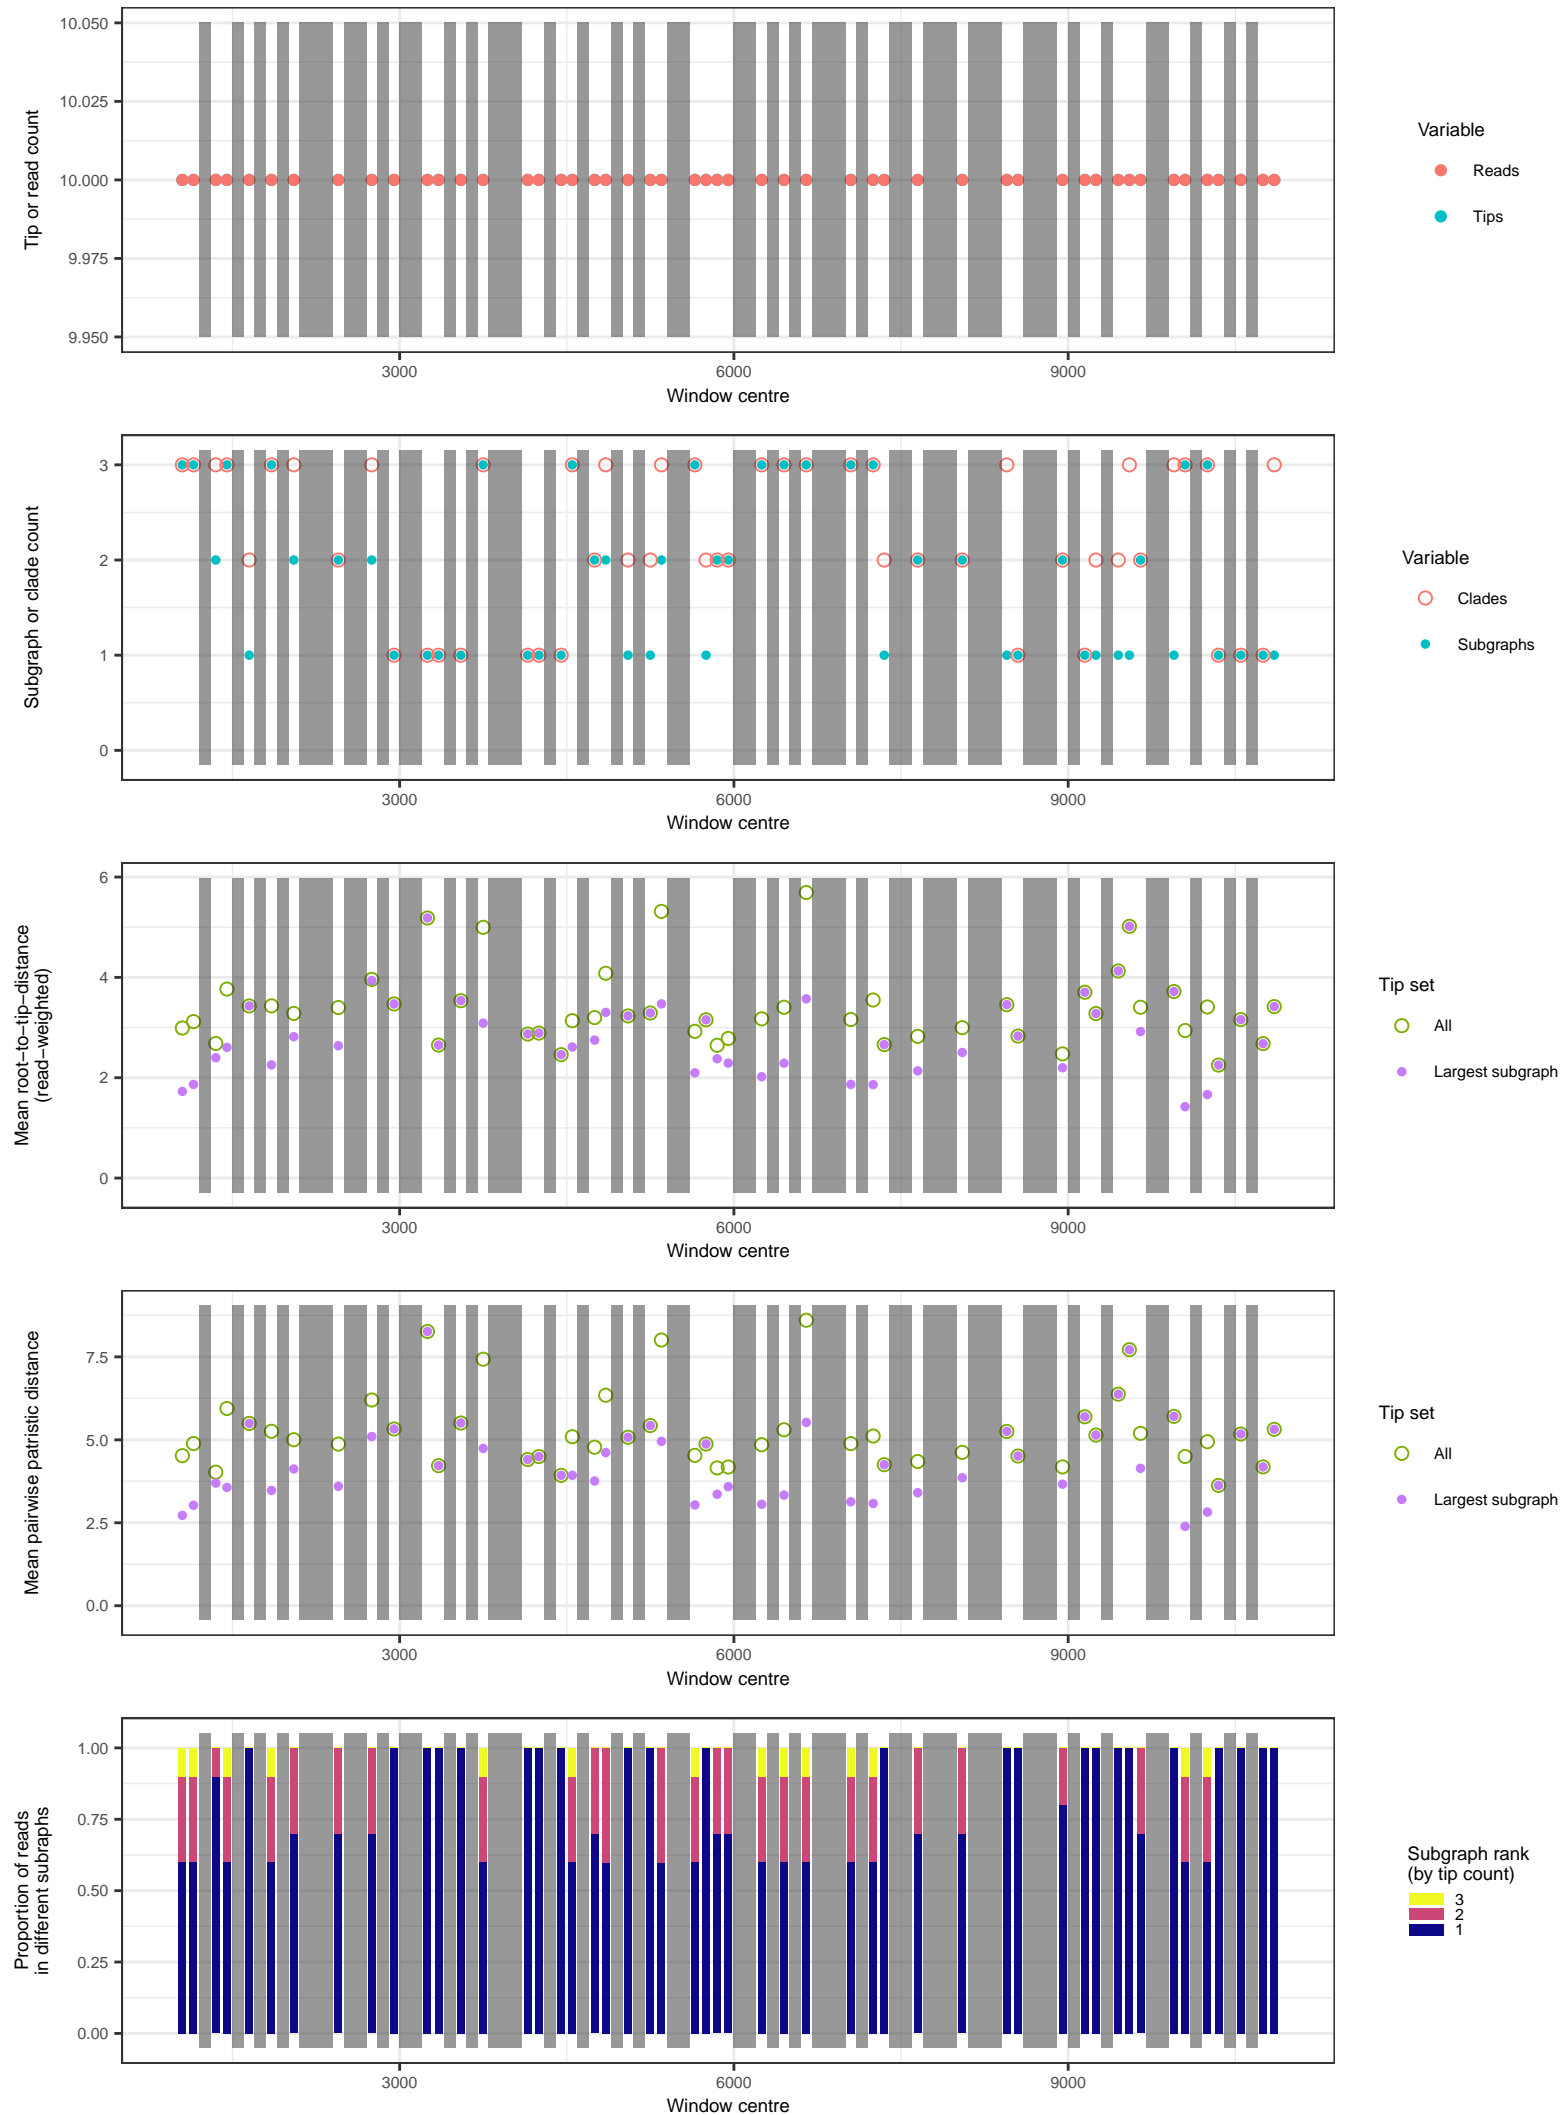 10.050
10.025
10.000
9.975
9.950
Tip or read count
3000
6000
9000
Window centre
Variable
Reads
Tips
3
2
1
0
Subgraph or clade count
3000
6000
9000
Window centre
Variable
Clades
Subgraphs
6
4
2
0
Mean root−to−tip−distance
(read−weighted)
3000
6000
9000
Window centre
Tip set
All
Largest subgraph
7.5
5.0
2.5
0.0
Mean pairwise patristic distance
3000
6000
9000
Window centre
Tip set
All
Largest subgraph
1.00
0.75
0.50
0.25
0.00
Proportion of reads
in different subraphs
3000
6000
9000
Window centre
Subgraph rank
(by tip count)
3
2
1